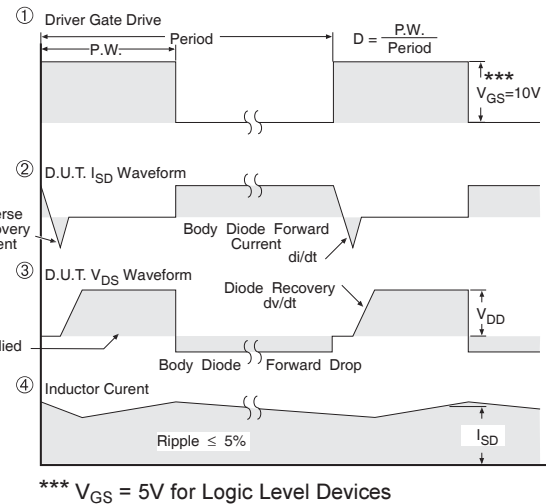 ① Driver Gate Drive
P.W.
Period
D = P.W. / Period
***
VGS=10V
② D.U.T. ISD Waveform
Body Diode Forward
Current
di/dt
③ D.U.T. VDS Waveform
Diode Recovery
dv/dt
VDD
Body Diode Forward Drop
④ Inductor Curent
Ripple ≤ 5%
ISD
*** VGS = 5V for Logic Level Devices